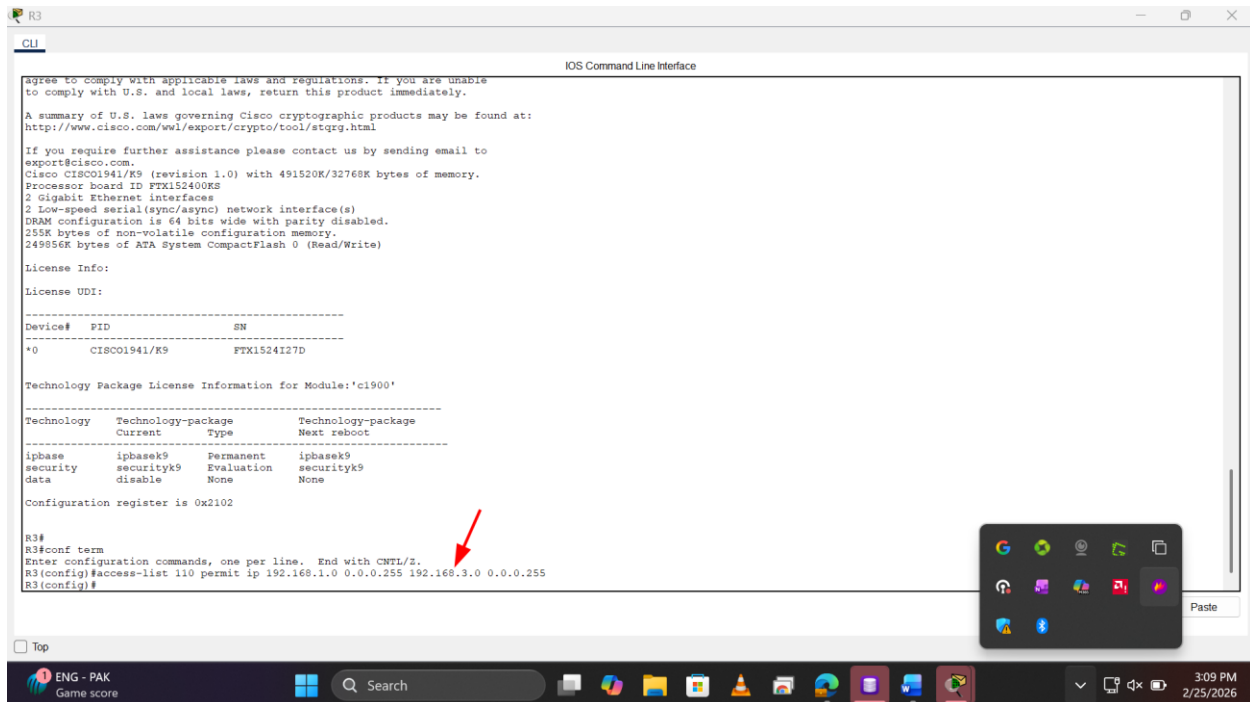 R3
CLI
IOS Command Line Interface
agree to comply with applicable laws and regulations. If you are unable
to comply with U.S. and local laws, return this product immediately.
A summary of U.S. laws governing Cisco cryptographic products may be found at:
http://www.cisco.com/wwl/export/crypto/tool/stqrg.html
If you require further assistance please contact us by sending email to
export@cisco.com.
Cisco CISCO1941/K9 (revision 1.0) with 491520K/32768K bytes of memory.
Processor board ID FTX152400KS
2 Gigabit Ethernet interfaces
2 Low-speed serial(sync/async) network interface(s)
DRAM configuration is 64 bits wide with parity disabled.
255K bytes of non-volatile configuration memory.
249856K bytes of ATA System CompactFlash 0 (Read/Write)
License Info:
License UDI:
-------------------------------------------------
Device# PID SN
-------------------------------------------------
*0 CISCO1941/K9 FTX1524I27D
Technology Package License Information for Module:'c1900'
----------------------------------------------------------------
Technology Technology-package Technology-package
Current Type Next reboot
-----------------------------------------------------------------
ipbase ipbasek9 Permanent ipbasek9
security securityk9 Evaluation securityk9
data disable None None
Configuration register is 0x2102
R3#
R3#conf term
Enter configuration commands, one per line. End with CNTL/Z.
R3(config)#access-list 110 permit ip 192.168.1.0 0.0.0.255 192.168.3.0 0.0.0.255
R3(config)#
Paste
Top
1
ENG - PAK
Game score
Search
3:09 PM
2/25/2026